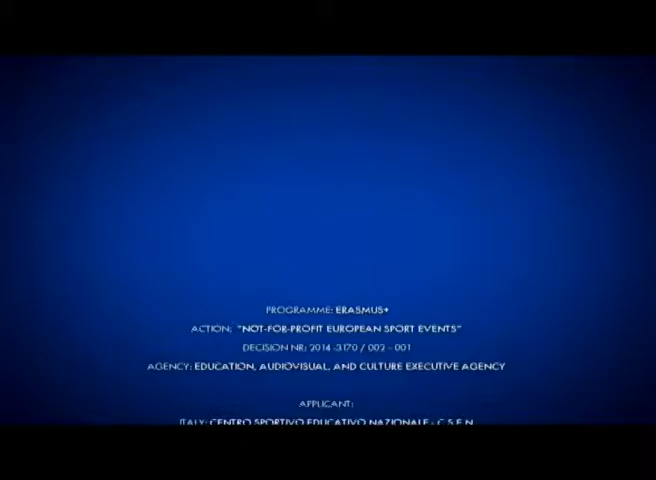 PROGRAMME: ERASMUS+
ACTION: "NOT-FOR-PROFIT EUROPEAN SPORT EVENTS"
DECISION NR: 2014 -3170 / 002 - 001
AGENCY: EDUCATION, AUDIOVISUAL, AND CULTURE EXECUTIVE AGENCY
APPLICANT:
ITALY: CENTRO SPORTIVO EDUCATIVO NAZIONALE - C.S.E.N.